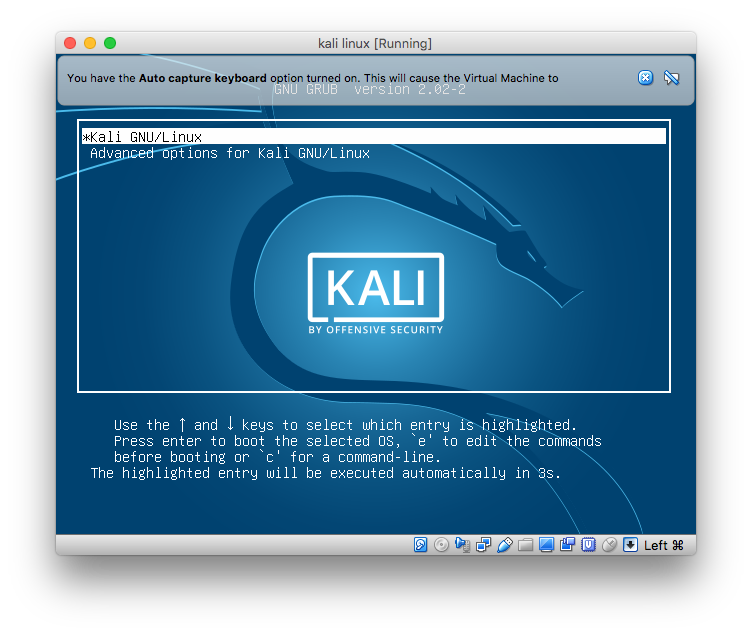 kali linux [Running]
You have the Auto capture keyboard option turned on. This will cause the Virtual Machine to
GNU GRUB version 2.02-2
*Kali GNU/Linux
Advanced options for Kali GNU/Linux
KALI
BY OFFENSIVE SECURITY
Use the ↑ and ↓ keys to select which entry is highlighted.
Press enter to boot the selected OS, `e' to edit the commands
before booting or `c' for a command-line.
The highlighted entry will be executed automatically in 3s.
Left ⌘